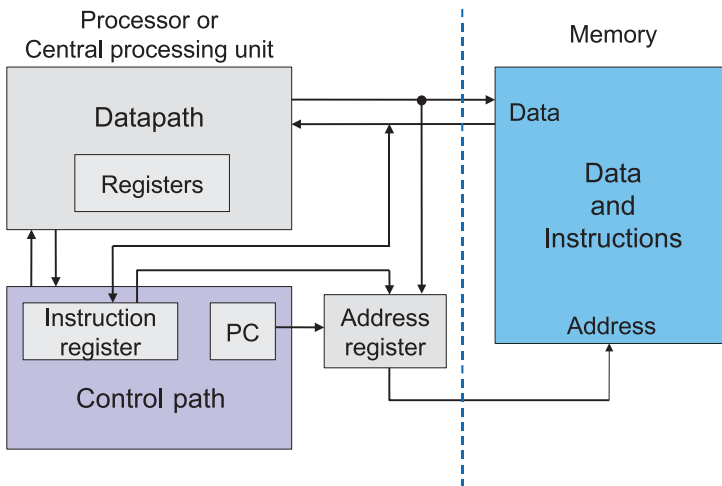 Processor or
Central processing unit
Memory
Datapath
Registers
Data
Data
and
Instructions
Address
Instruction
register
PC
Address
register
Control path